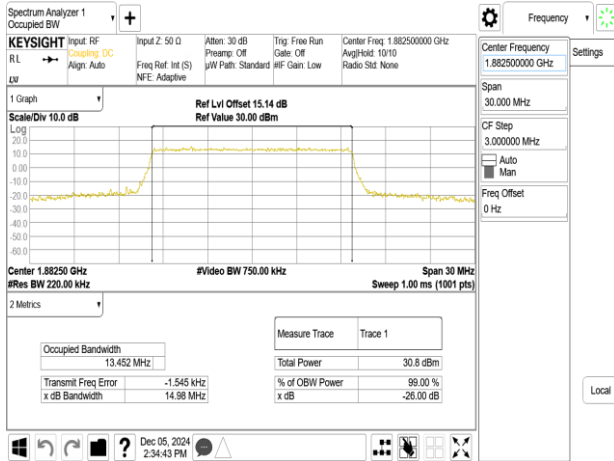 Spectrum Analyzer 1
Occupied BW
KEYSIGHT
RL
LXI
Input: RF
Coupling: DC
Align: Auto
Input Z: 50 Ω
Freq Ref: Int (S)
NFE: Adaptive
Atten: 30 dB
Preamp: Off
µW Path: Standard
Trig: Free Run
Gate: Off
#IF Gain: Low
Center Freq: 1.882500000 GHz
Avg|Hold: 10/10
Radio Std: None
1 Graph
Scale/Div 10.0 dB
Ref Lvl Offset 15.14 dB
Ref Value 30.00 dBm
Log
20.0
10.0
0.00
-10.0
-20.0
-30.0
-40.0
-50.0
-60.0
Center 1.88250 GHz
#Video BW 750.00 kHz
Span 30 MHz
#Res BW 220.00 kHz
Sweep 1.00 ms (1001 pts)
2 Metrics
Occupied Bandwidth
13.452 MHz
Transmit Freq Error -1.545 kHz
x dB Bandwidth 14.98 MHz
Measure Trace Trace 1
Total Power 30.8 dBm
% of OBW Power 99.00 %
x dB -26.00 dB
Dec 05, 2024
2:34:43 PM
Frequency
Center Frequency
1.882500000 GHz
Span
30.000 MHz
CF Step
3.000000 MHz
Auto
Man
Freq Offset
0 Hz
Settings
Local